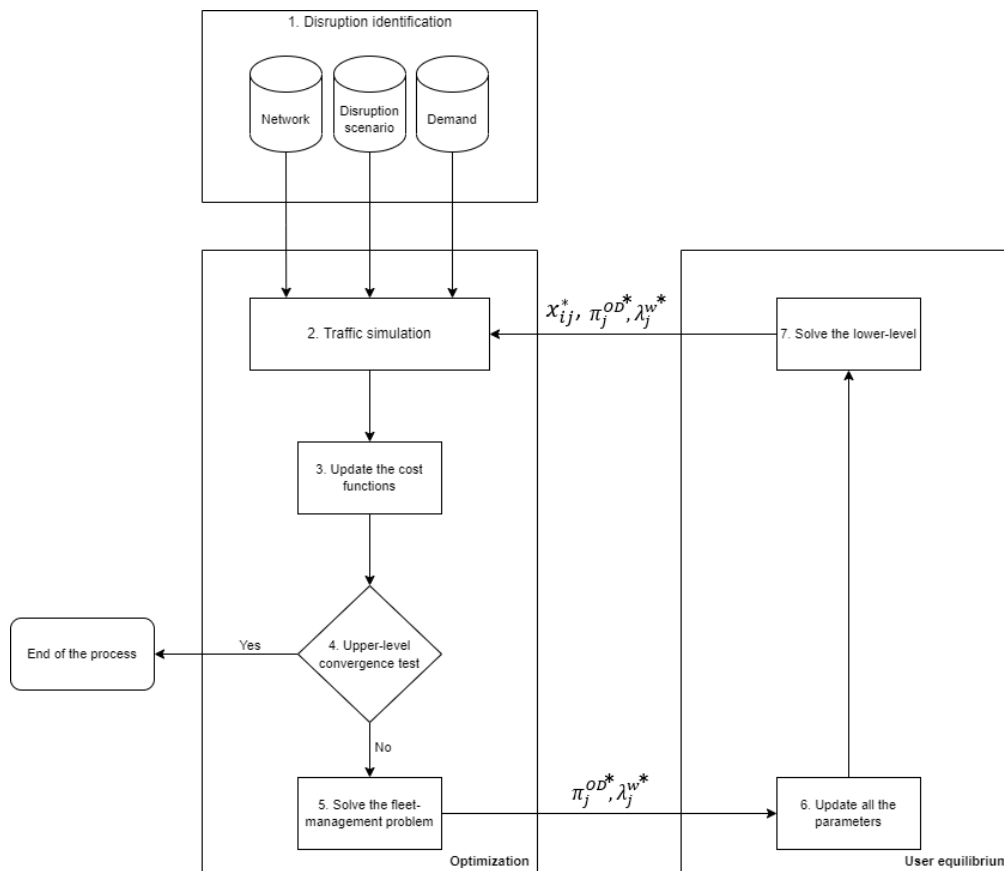 1. Disruption identification
Network
Disruption
scenario
Demand
2. Traffic simulation
x*ij, πjOD*,λjw*
7. Solve the lower-level
3. Update the cost
functions
4. Upper-level
convergence test
Yes
End of the process
No
5. Solve the fleet-
management problem
πjOD*,λjw*
6. Update all the
parameters
Optimization
User equilibrium